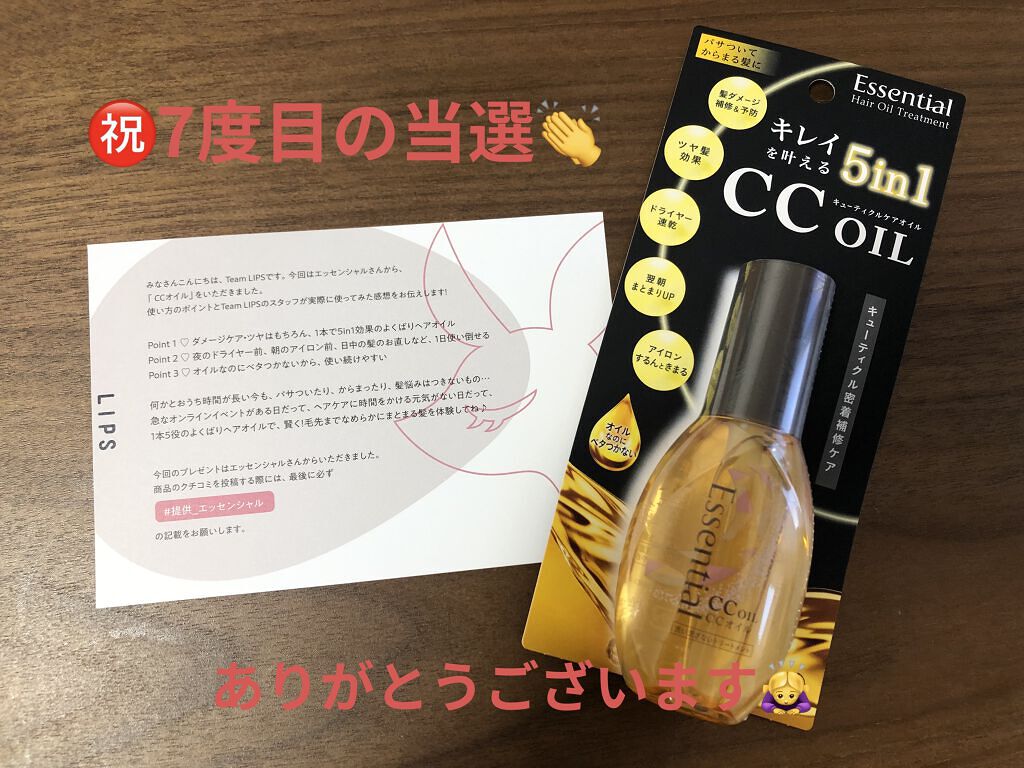 ㊗️7度目の当選👏
みなさんこんにちは、Team LIPSです。今回はエッセンシャルさんから、
「CCオイル」をいただきました。
使い方のポイントとTeam LIPSのスタッフが実際に使ってみた感想をお伝えします!
Point 1 ♡ ダメージケア・ツヤはもちろん、1本で5in1効果のよくばりヘアオイル
Point 2 ♡ 夜のドライヤー前、朝のアイロン前、日中の髪のお直しなど、1日使い倒せる
Point 3 ♡ オイルなのにベタつかないから、使い続けやすい
何かとおうち時間が長い今も、パサついたり、からまったり、髪悩みはつきないもの…
急なオンラインイベントがある日だって、ヘアケアに時間をかける元気がない日だって、
1本5役のよくばりヘアオイルで、賢く!毛先までなめらかにまとまる髪を体験してね♪
今回のプレゼントはエッセンシャルさんからいただきました。
商品のクチコミを投稿する際には、最後に必ず
#提供_エッセンシャル
の記載をお願いします。
LIPS
パサついて
からまる髪に
Essential
Hair Oil Treatment
髪ダメージ
補修&予防
ツヤ髪
効果
ドライヤー
速乾
翌朝
まとまりUP
アイロン
するんときまる
キレイ
を叶える
5in1
CC OIL
キューティクルケアオイル
キューティクル密着補修ケア
オイル
なのに
ベタつかない
Essential
CC OIL
CCオイル
洗い流さないトリートメント
ありがとうございます🙇‍♀️